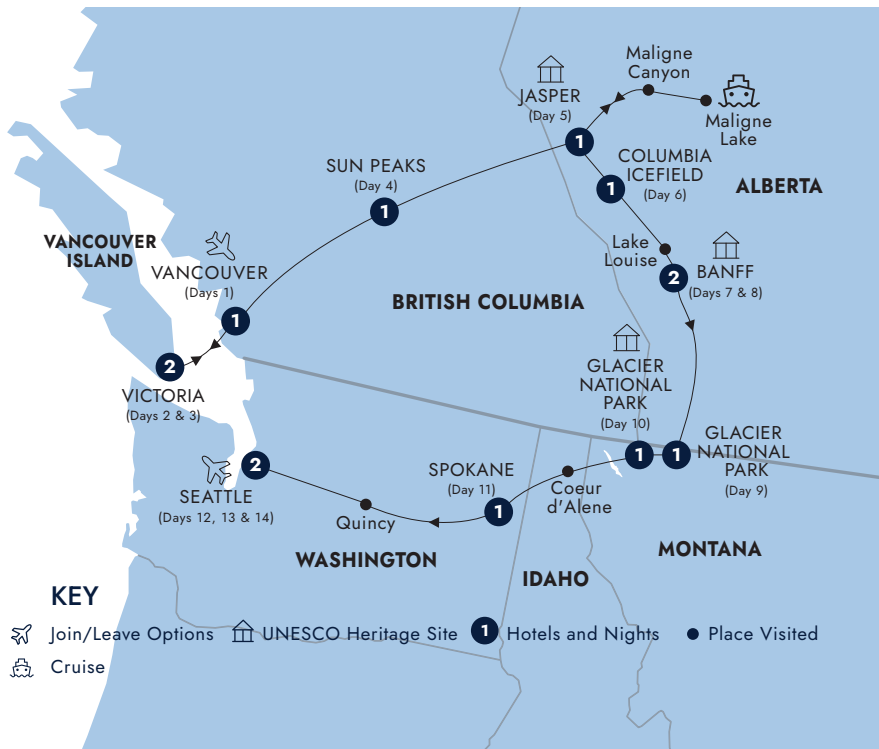 Maligne
Canyon
JASPER
(Day 5)
Maligne
Lake
1
COLUMBIA
ICEFIELD
(Day 6)
1
ALBERTA
SUN PEAKS
(Day 4)
1
VANCOUVER
ISLAND
VANCOUVER
(Days 1)
1
Lake
Louise
BANFF
(Days 7 & 8)
2
BRITISH COLUMBIA
2
VICTORIA
(Days 2 & 3)
GLACIER
NATIONAL
PARK
(Day 10)
1
1
GLACIER
NATIONAL
PARK
(Day 9)
2
SEATTLE
(Days 12, 13 & 14)
SPOKANE
(Day 11)
1
Coeur
d'Alene
Quincy
WASHINGTON
IDAHO
MONTANA
KEY
Join/Leave Options
UNESCO Heritage Site
1
Hotels and Nights
Place Visited
Cruise